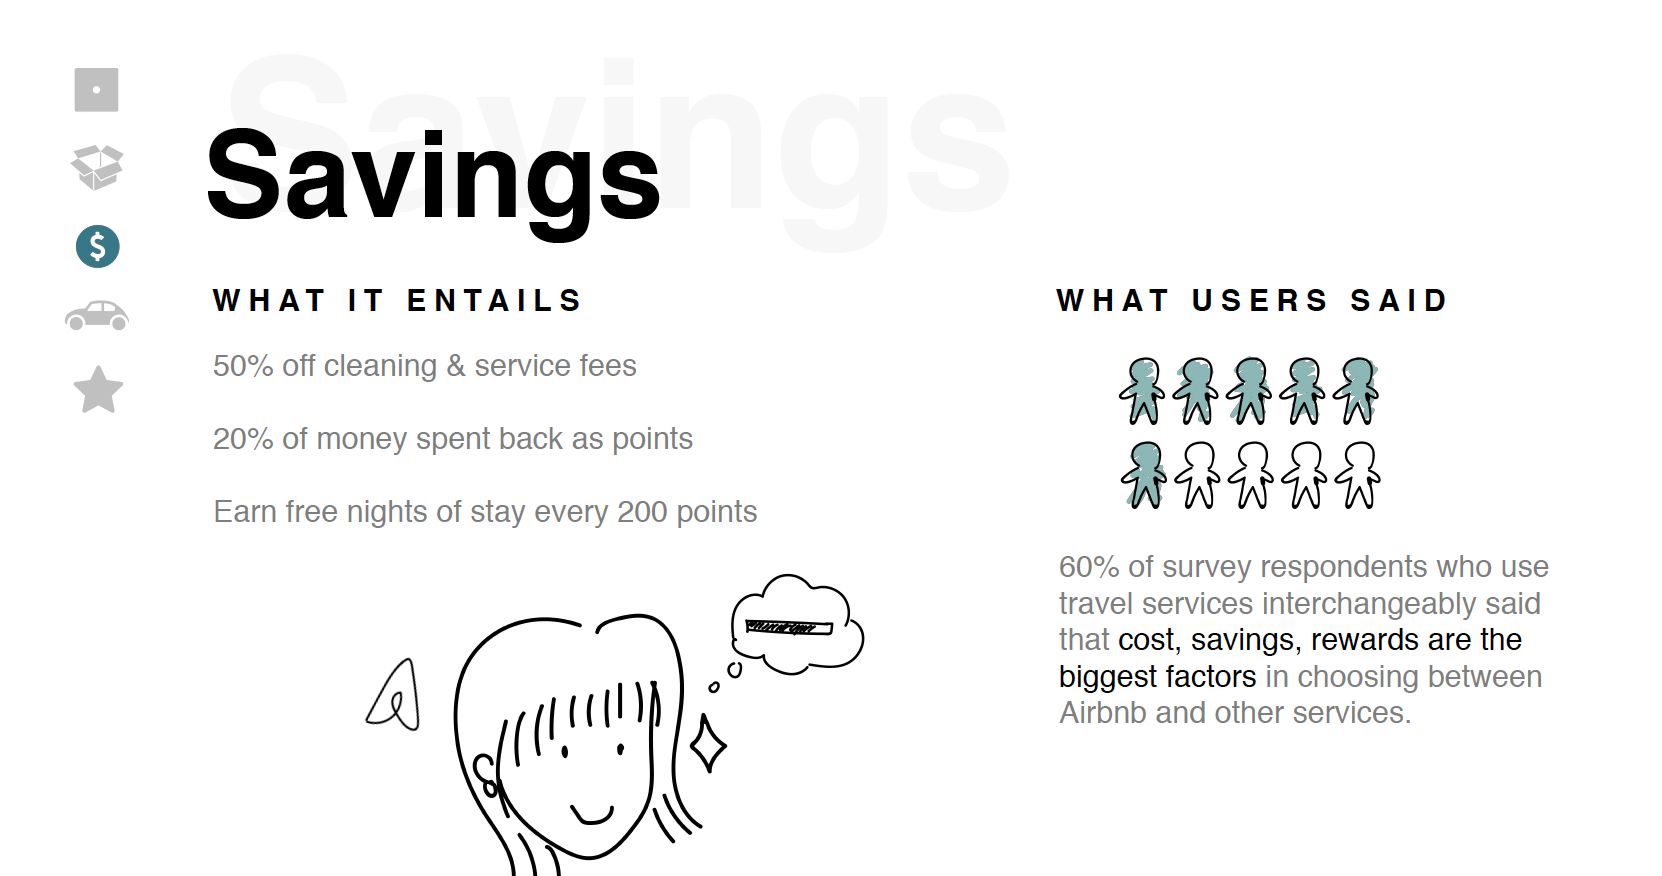 Savings
Savings
WHAT IT ENTAILS
50% off cleaning & service fees
20% of money spent back as points
Earn free nights of stay every 200 points
WHAT USERS SAID
60% of survey respondents who use
travel services interchangeably said
that cost, savings, rewards are the
biggest factors in choosing between
Airbnb and other services.
$